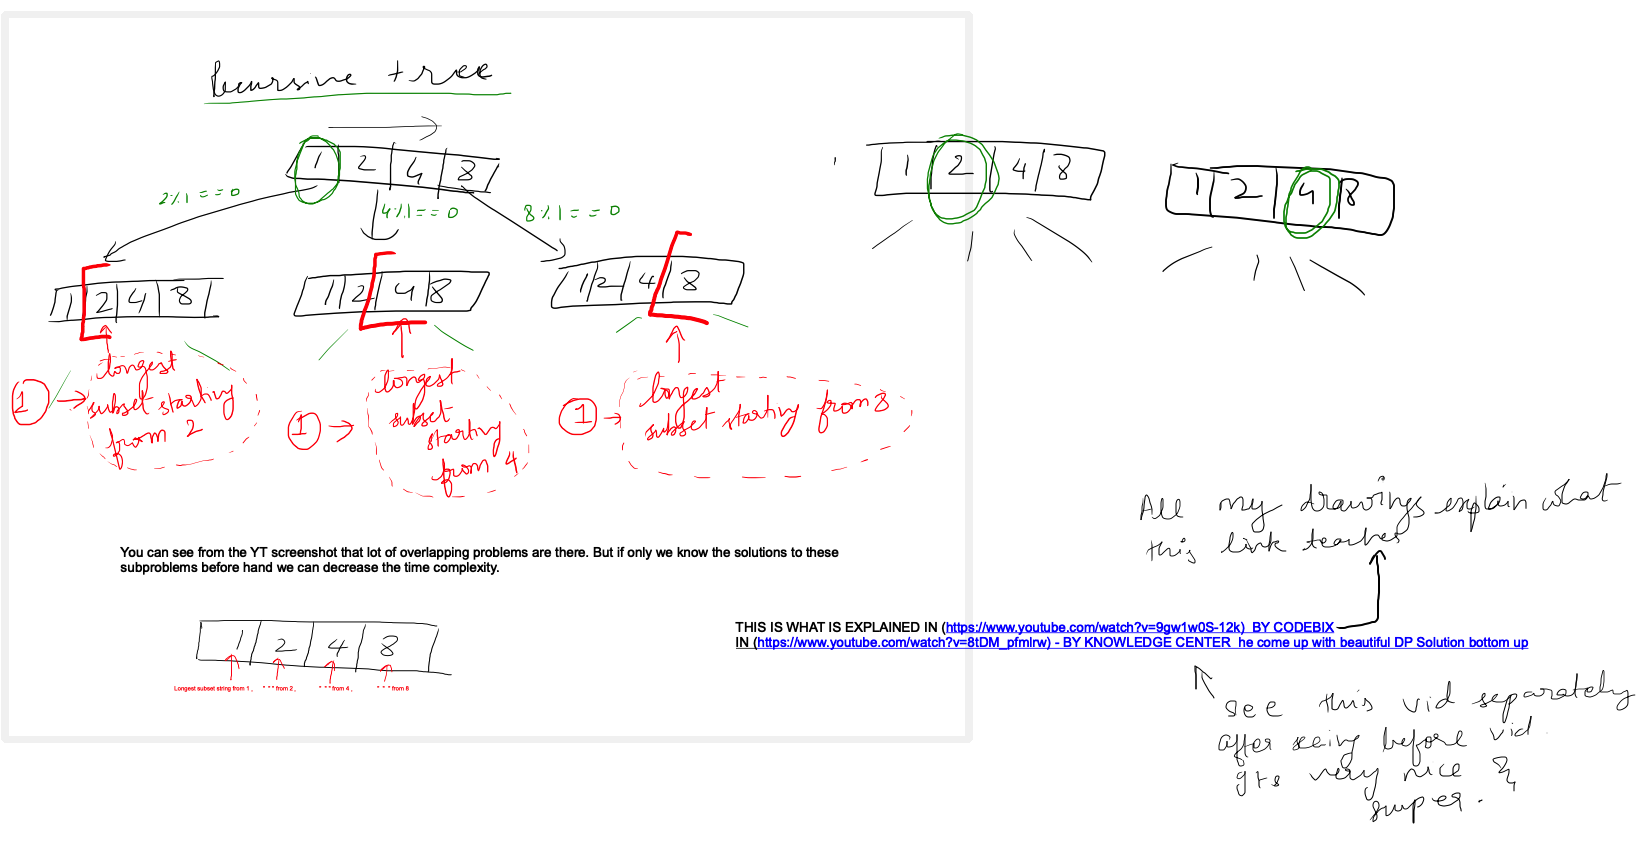 Recursive tree
1 2 4 8
2%1 == 0
4%1 == 0
8%1 == 0
1 2 4 8
1 2 4 8
1 2 4 8
1 → longest
subset starting
from 2
1 → longest
subset
starting
from 4
1 → longest
subset starting from 8
1 2 4 8
1 2 4 8
You can see from the YT screenshot that lot of overlapping problems are there. But if only we know the solutions to these
subproblems before hand we can decrease the time complexity.
1 2 4 8
Longest subset string from 1 , " " " from 2 , " " " from 4 , " " " from 8
All my drawings explain what
this link teaches
THIS IS WHAT IS EXPLAINED IN (https://www.youtube.com/watch?v=9gw1w0S-12k) BY CODEBIX
IN (https://www.youtube.com/watch?v=8tDM_pfmlrw) - BY KNOWLEDGE CENTER he come up with beautiful DP Solution bottom up
see this vid separately
after seeing before vid.
Its very nice &
super.